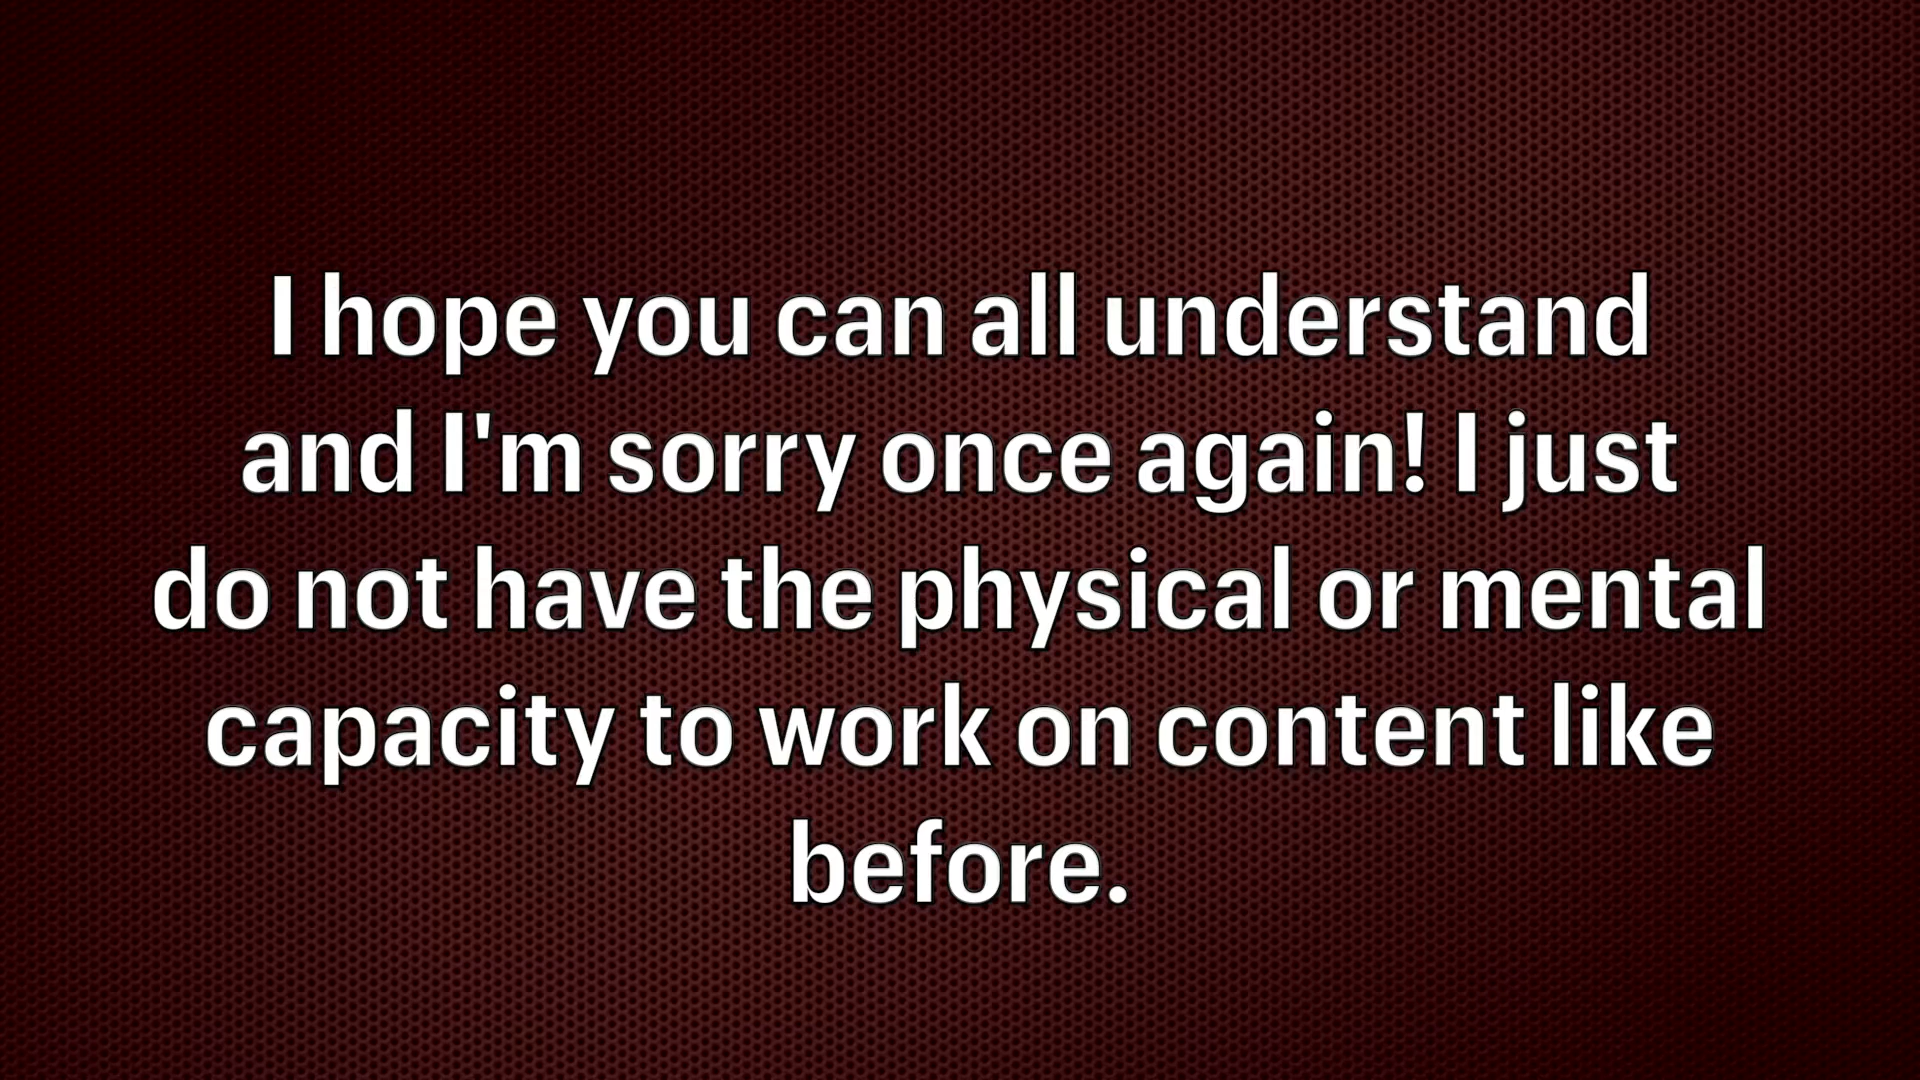 I hope you can all understand
and I'm sorry once again! I just
do not have the physical or mental
capacity to work on content like
before.